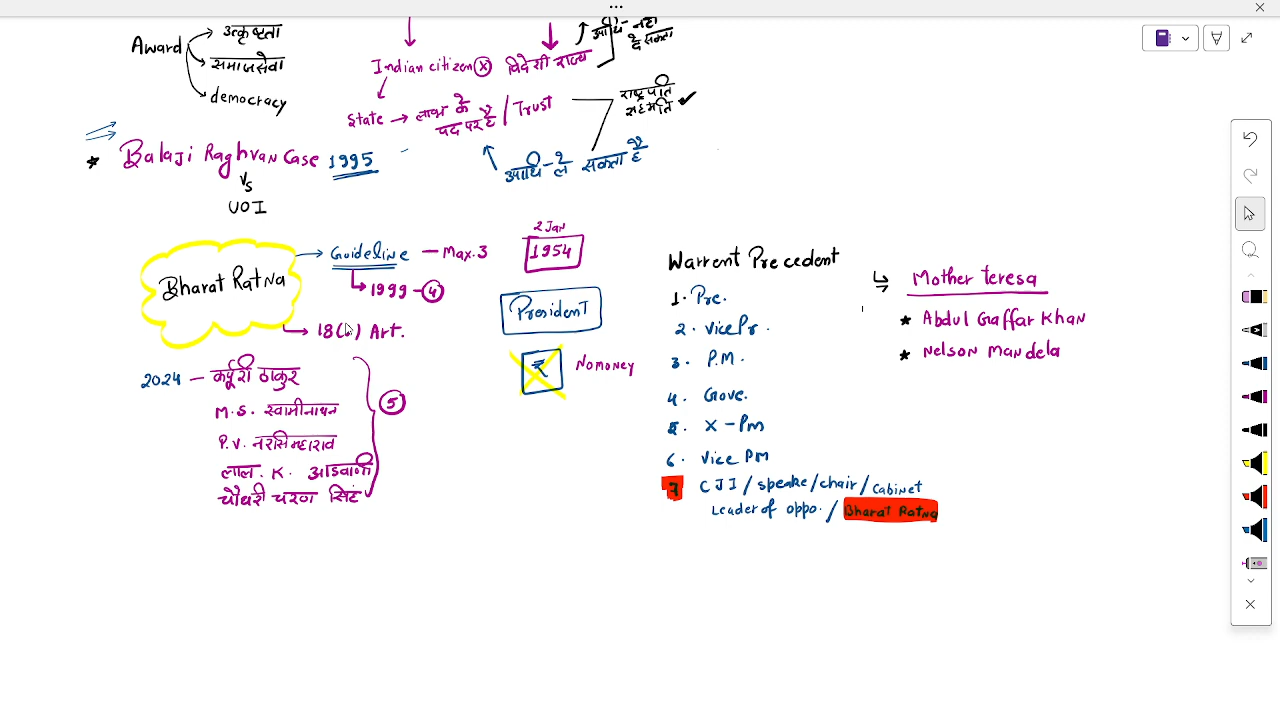 उत्कृष्टता
Award
समाजसेवा
democracy
Indian citizen (X) विदेशी राज्य
दे सकता
State → लाभ के पद पर है / Trust
राष्ट्रपति सहमति ✓
* Balaji Raghvan Case 1995
Vs
UOI
आर्थि- ले सकता है
Bharat Ratna
→ Guideline — Max. 3
→ 1999 - 4
→ 18( ) Art.
2 Jan
1954
President
₹ No money
2024 — कर्पूरी ठाकुर
M.S. स्वामीनाथन
P.V. नरसिम्हाराव
लाल. K. आडवाणी
चौधरी चरण सिंह
5
Warrent Precedent
1. Pre.
2. Vice Pr.
3. P.M.
4. Gove.
5. X - PM
6. Vice PM
7 CJI / speake / chair / Cabinet
Leader of oppo. / Bharat Ratna
↳ Mother teresa
* Abdul Gaffar Khan
* Nelson Mandela